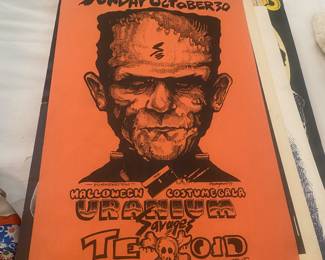 SUNDAY OCTOBER 30
HALLOWEEN COSTUME GALA
URANIUM
Savages